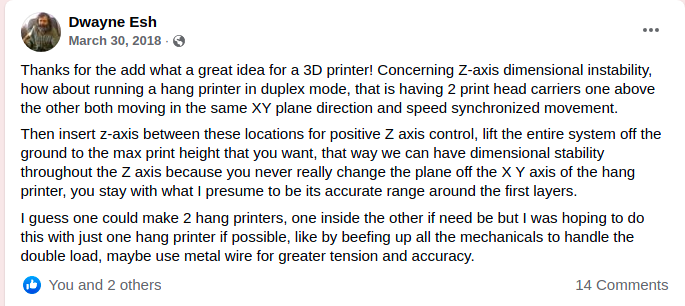 Dwayne Esh
March 30, 2018 ·
Thanks for the add what a great idea for a 3D printer! Concerning Z-axis dimensional instability,
how about running a hang printer in duplex mode, that is having 2 print head carriers one above
the other both moving in the same XY plane direction and speed synchronized movement.
Then insert z-axis between these locations for positive Z axis control, lift the entire system off the
ground to the max print height that you want, that way we can have dimensional stability
throughout the Z axis because you never really change the plane off the X Y axis of the hang
printer, you stay with what I presume to be its accurate range around the first layers.
I guess one could make 2 hang printers, one inside the other if need be but I was hoping to do
this with just one hang printer if possible, like by beefing up all the mechanicals to handle the
double load, maybe use metal wire for greater tension and accuracy.
You and 2 others 14 Comments